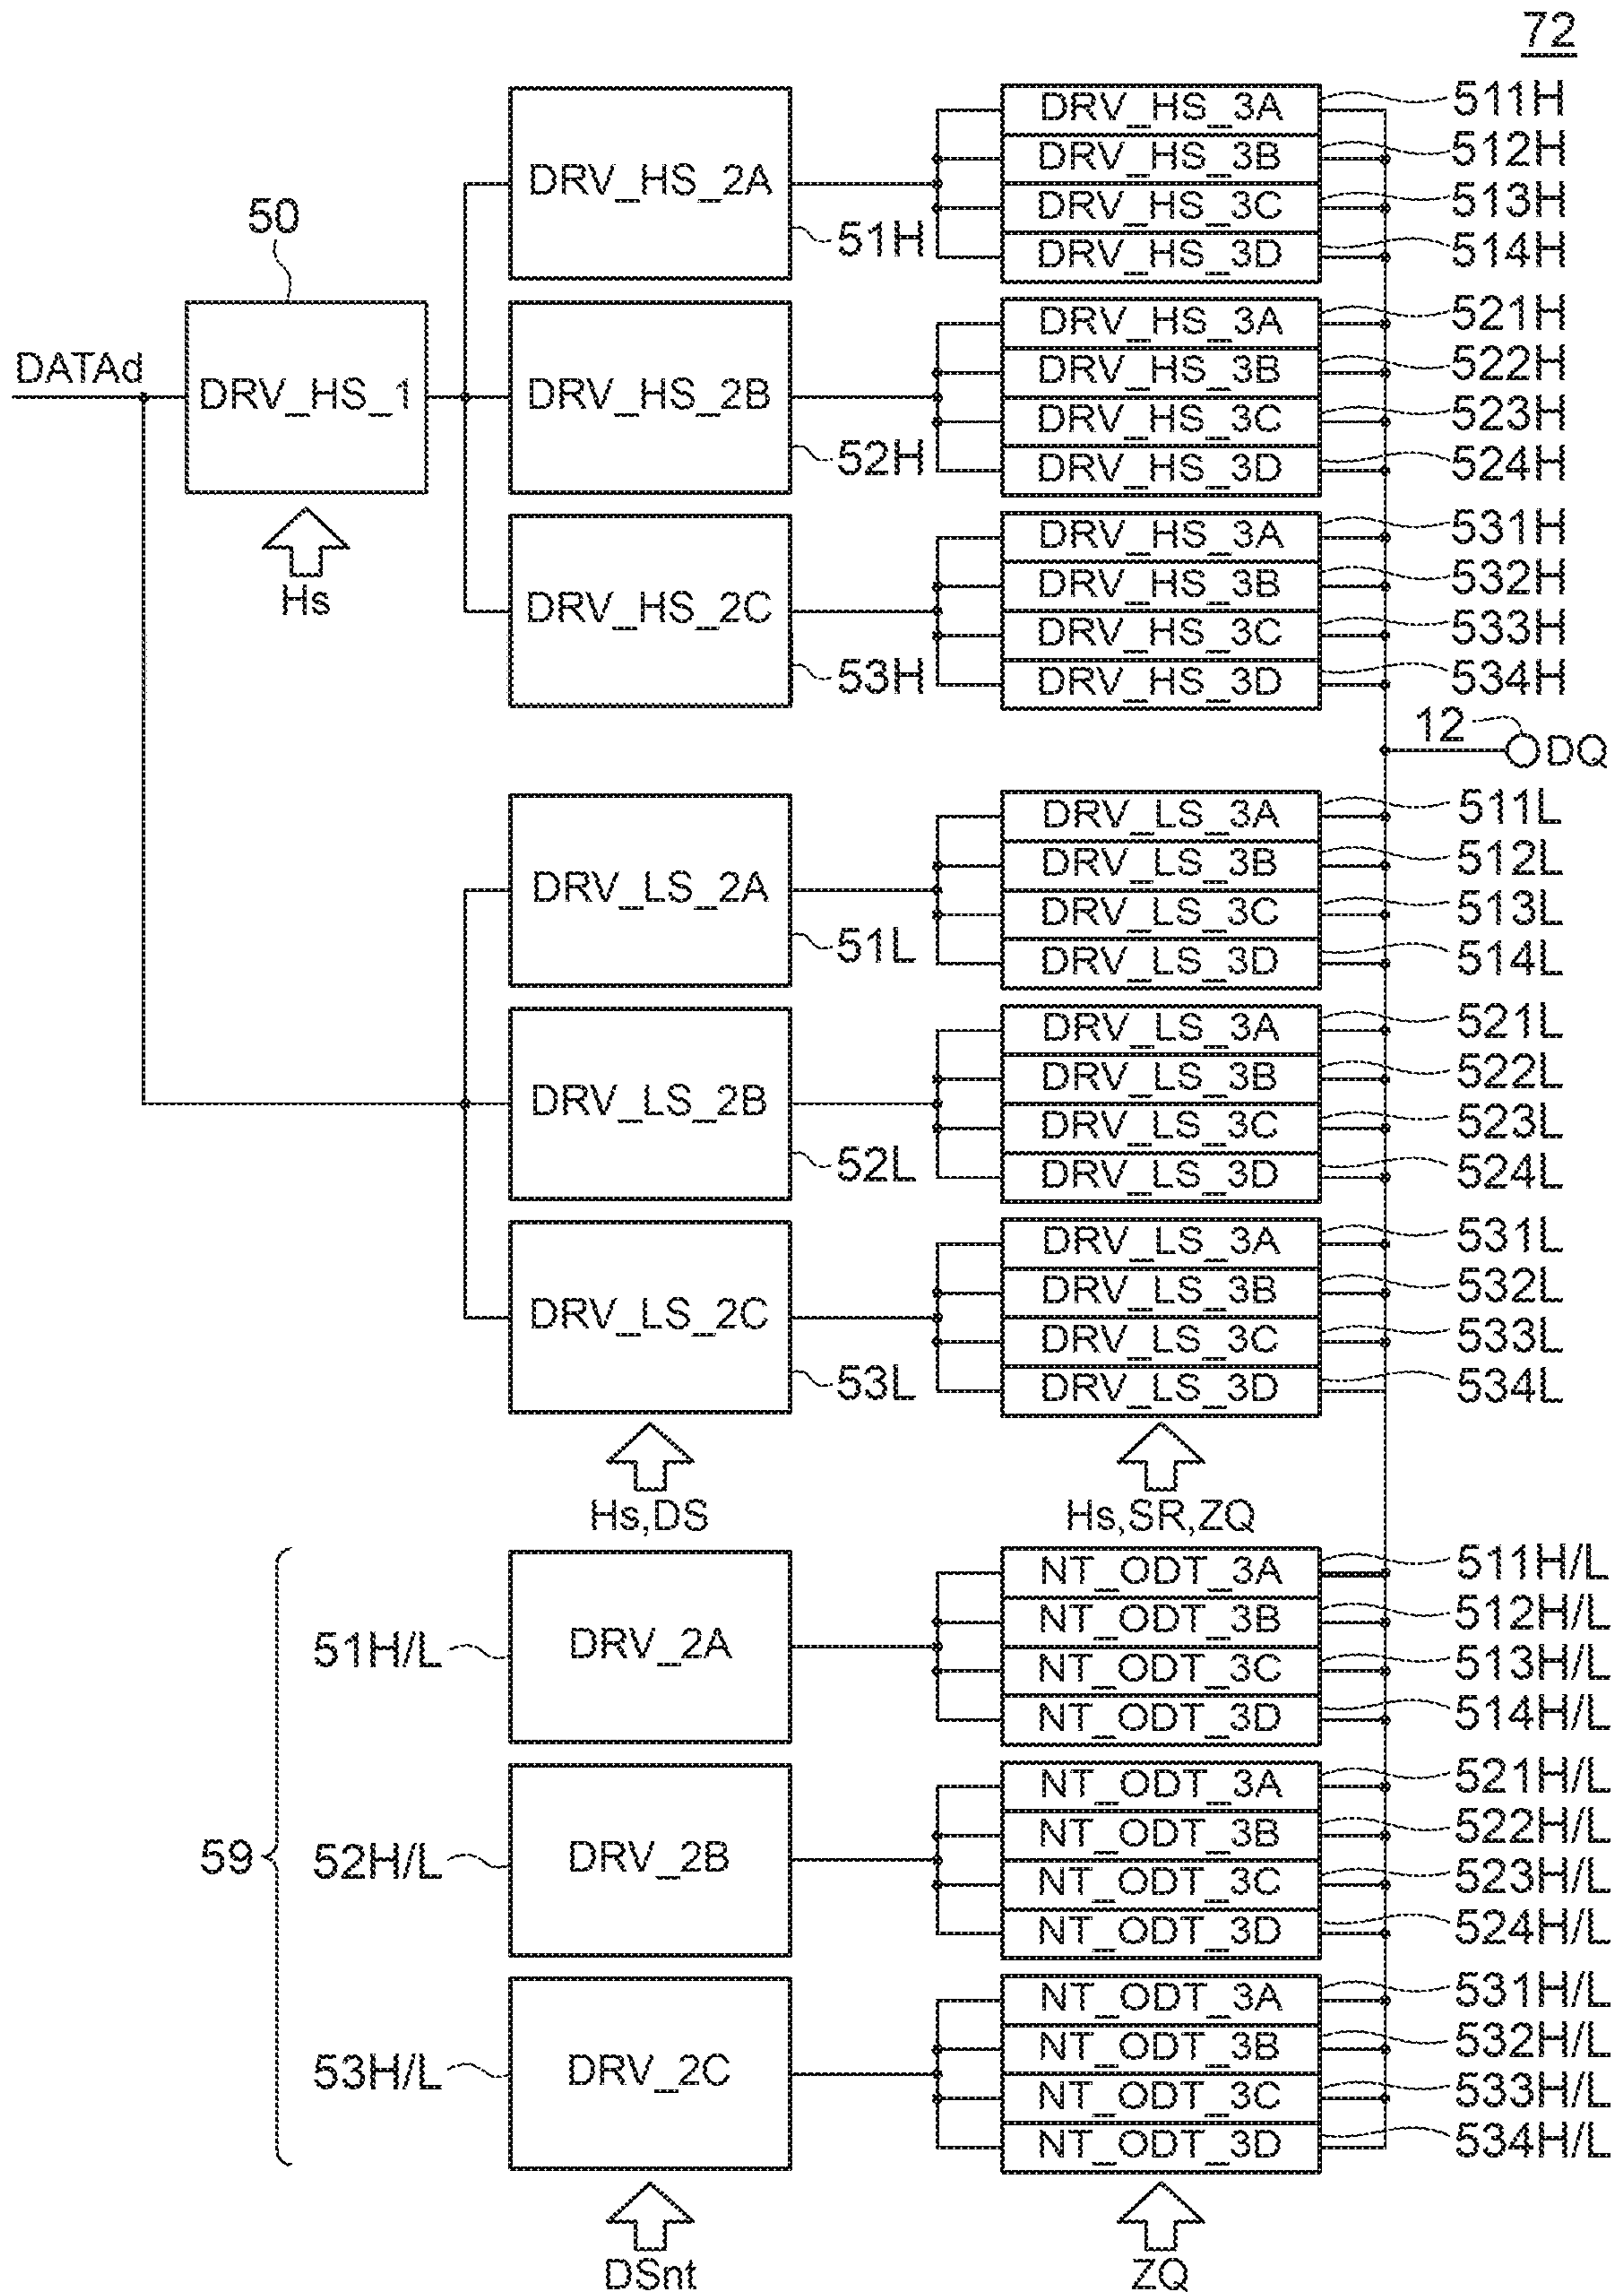 72
DRV_HS_3A 511H
DRV_HS_3B 512H
DRV_HS_2A
DRV_HS_3C 513H
50
51H
DRV_HS_3D 514H
DRV_HS_3A 521H
DATAd
DRV_HS_3B 522H
DRV_HS_1
DRV_HS_2B
DRV_HS_3C 523H
52H
DRV_HS_3D 524H
DRV_HS_3A 531H
Hs
DRV_HS_3B 532H
DRV_HS_2C
DRV_HS_3C 533H
53H
DRV_HS_3D 534H
12
DQ
DRV_LS_3A 511L
DRV_LS_3B 512L
DRV_LS_2A
DRV_LS_3C 513L
51L
DRV_LS_3D 514L
DRV_LS_3A 521L
DRV_LS_3B 522L
DRV_LS_2B
DRV_LS_3C 523L
52L
DRV_LS_3D 524L
DRV_LS_3A 531L
DRV_LS_3B 532L
DRV_LS_2C
DRV_LS_3C 533L
53L
DRV_LS_3D 534L
Hs,DS
Hs,SR,ZQ
NT_ODT_3A 511H/L
NT_ODT_3B 512H/L
51H/L DRV_2A
NT_ODT_3C 513H/L
NT_ODT_3D 514H/L
NT_ODT_3A 521H/L
NT_ODT_3B 522H/L
59
52H/L DRV_2B
NT_ODT_3C 523H/L
NT_ODT_3D 524H/L
NT_ODT_3A 531H/L
NT_ODT_3B 532H/L
53H/L DRV_2C
NT_ODT_3C 533H/L
NT_ODT_3D 534H/L
DSnt
ZQ